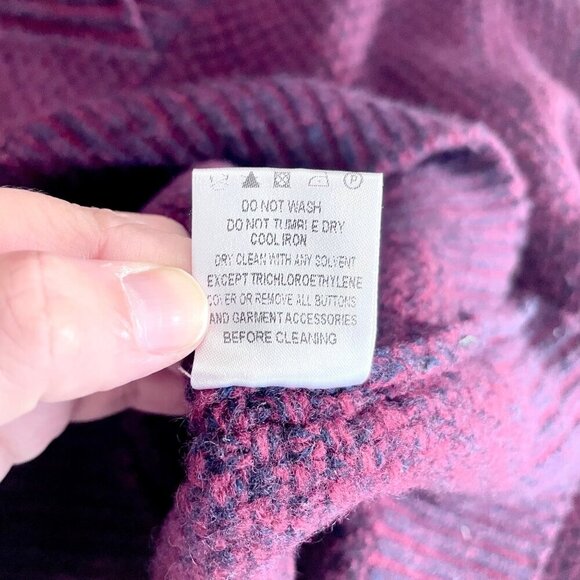 P
DO NOT WASH
DO NOT TUMBLE DRY
COOL IRON
DRY CLEAN WITH ANY SOLVENT
EXCEPT TRICHLOROETHYLENE
COVER OR REMOVE ALL BUTTONS
AND GARMENT ACCESSORIES
BEFORE CLEANING